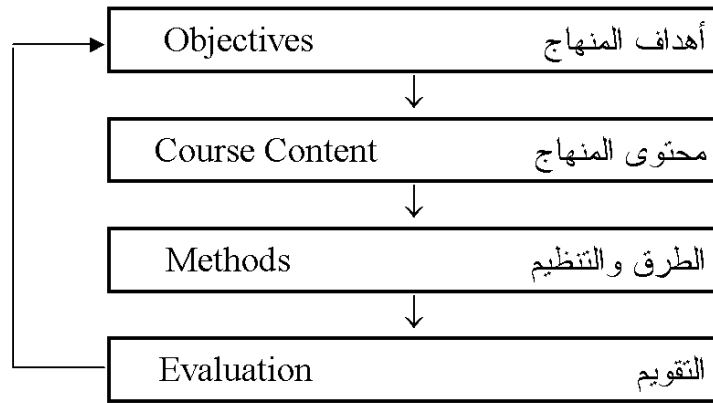 Objectives أهداف المنهاج
Course Content محتوى المنهاج
Methods الطرق والتنظيم
Evaluation التقويم